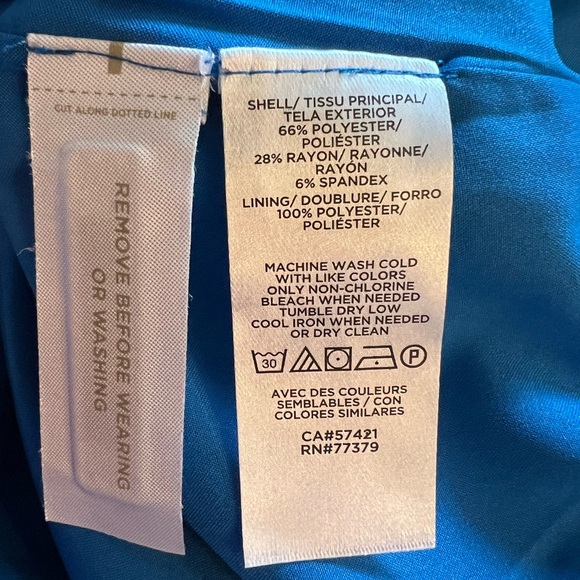 CUT ALONG DOTTED LINE
REMOVE BEFORE WEARING
OR WASHING
SHELL/ TISSU PRINCIPAL/
TELA EXTERIOR
66% POLYESTER/
POLIÉSTER
28% RAYON/ RAYONNE/
RAYÓN
6% SPANDEX
LINING/ DOUBLURE/ FORRO
100% POLYESTER/
POLIÉSTER
MACHINE WASH COLD
WITH LIKE COLORS
ONLY NON-CHLORINE
BLEACH WHEN NEEDED
TUMBLE DRY LOW
COOL IRON WHEN NEEDED
OR DRY CLEAN
30 P
AVEC DES COULEURS
SEMBLABLES / CON
COLORES SIMILARES
CA#57421
RN#77379